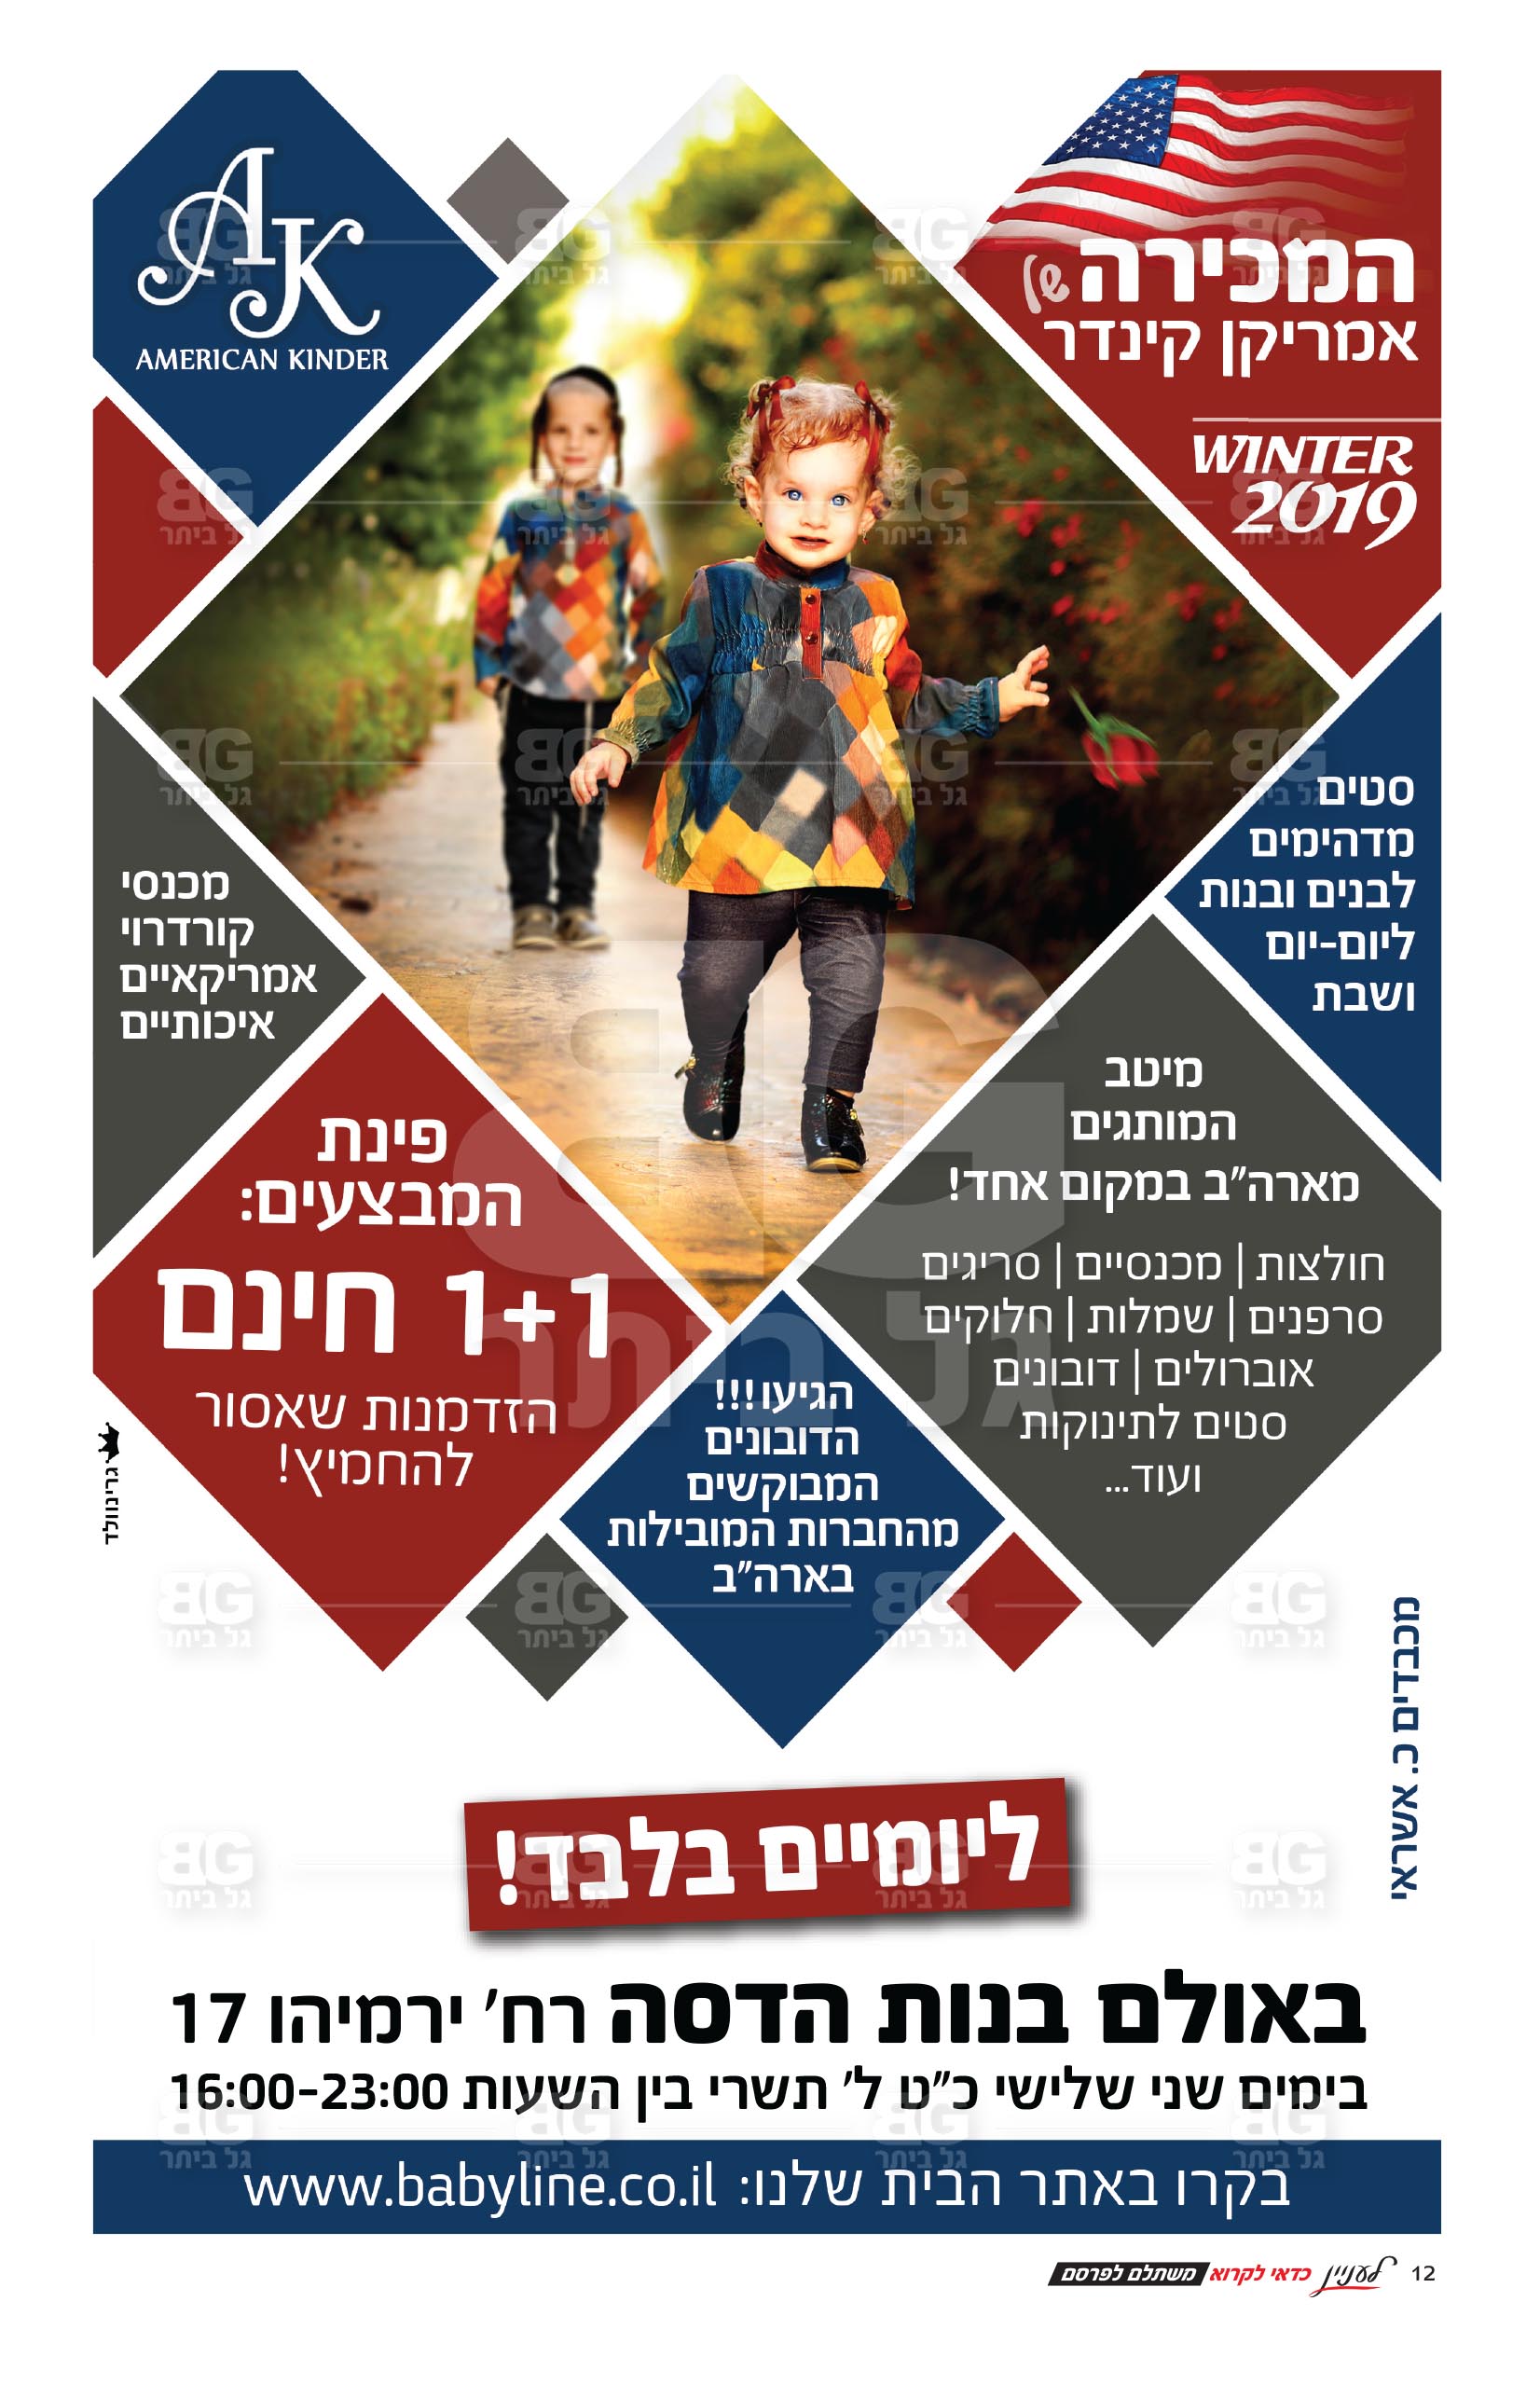 AK
AMERICAN KINDER
המכירה של
אמריקן קינדר
WINTER
2019
סטים
מדהימים
לבנים ובנות
ליום-יום
ושבת
מכנסי
קורדרוי
אמריקאיים
איכותיים
מיטב
המותגים
מארה״ב במקום אחד!
חולצות | מכנסיים | סריגים
סרפנים | שמלות | חלוקים
אוברולים | דובונים
סטים לתינוקות
ועוד...
פינת
המבצעים:
1+1 חינם
הזדמנות שאסור
להחמיץ!
הגיעו!!!
הדובונים
המבוקשים
מהחברות המובילות
בארה״ב
גרינוולד
מכבדים כ. אשראי
ליומיים בלבד!
באולם בנות הדסה רח׳ ירמיהו 17
בימים שני שלישי כ״ט ל׳ תשרי בין השעות 16:00-23:00
בקרו באתר הבית שלנו: www.babyline.co.il
12 לעניין כדאי לקרוא משתלם לפרסם
BG
גל ביתר